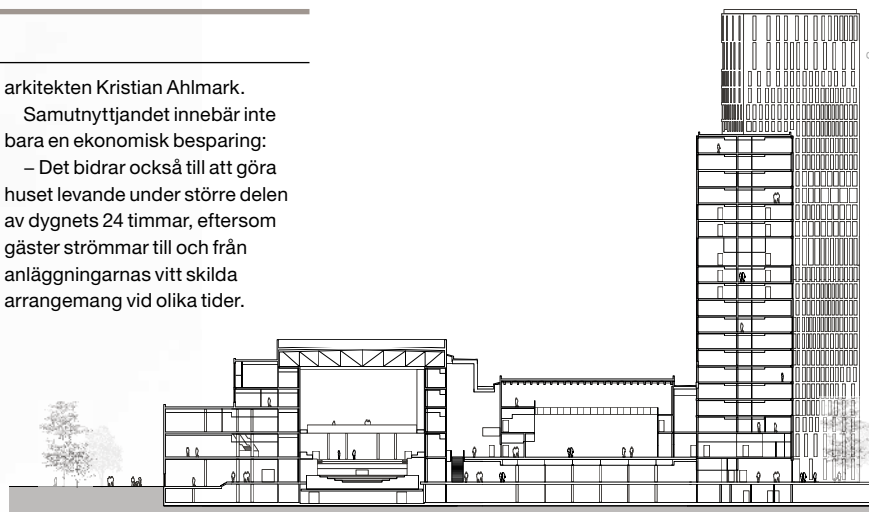 arkitekten Kristian Ahlmark.
Samutnyttjandet innebär inte
bara en ekonomisk besparing:
– Det bidrar också till att göra
huset levande under större delen
av dygnets 24 timmar, eftersom
gäster strömmar till och från
anläggningarnas vitt skilda
arrangemang vid olika tider.